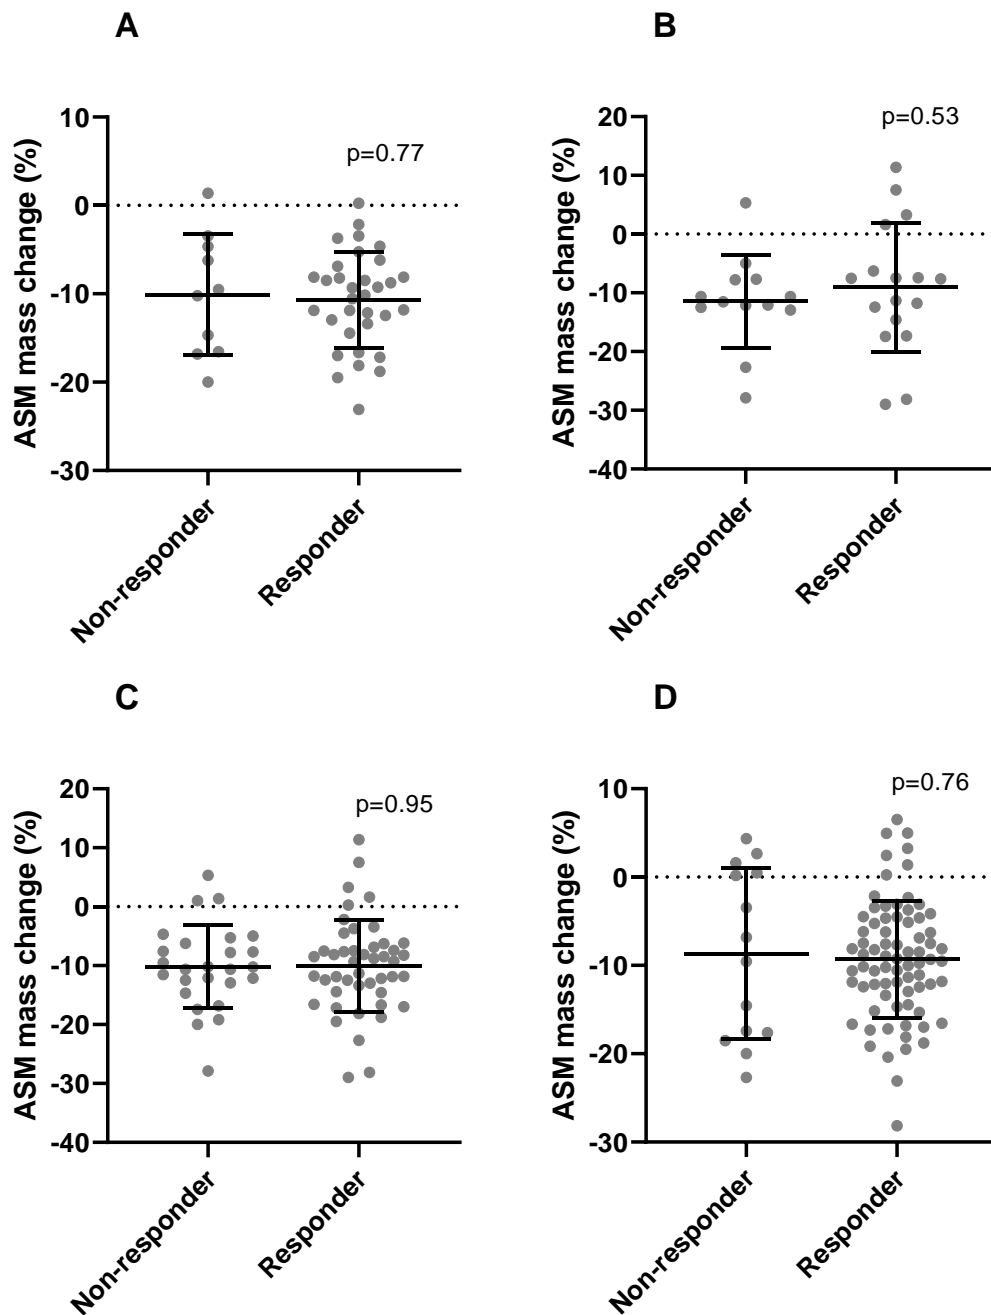 A
ASM mass change (%)
10
0
-10
-20
-30
p=0.77
Non-responder
Responder
B
ASM mass change (%)
20
10
0
-10
-20
-30
-40
p=0.53
Non-responder
Responder
C
ASM mass change (%)
20
10
0
-10
-20
-30
-40
p=0.95
Non-responder
Responder
D
ASM mass change (%)
10
0
-10
-20
-30
p=0.76
Non-responder
Responder